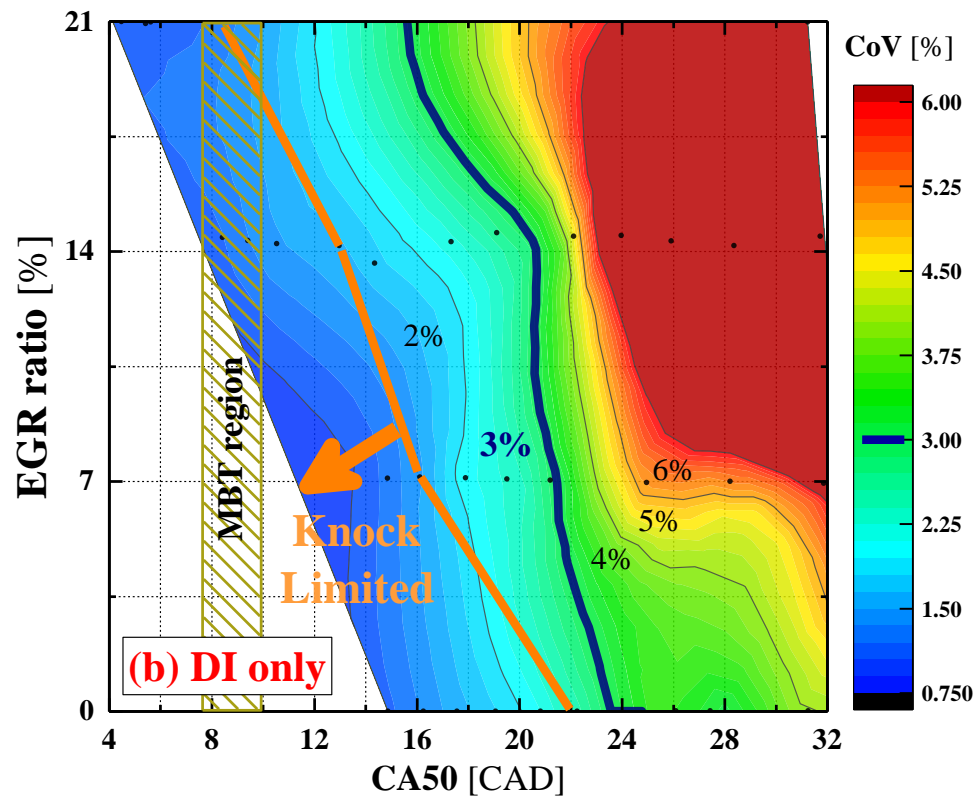 CoV [%]
21
14
7
0
EGR ratio [%]
MBT region
2%
3%
6%
5%
4%
Knock
Limited
(b) DI only
4 8 12 16 20 24 28 32
CA50 [CAD]
6.00
5.25
4.50
3.75
3.00
2.25
1.50
0.750